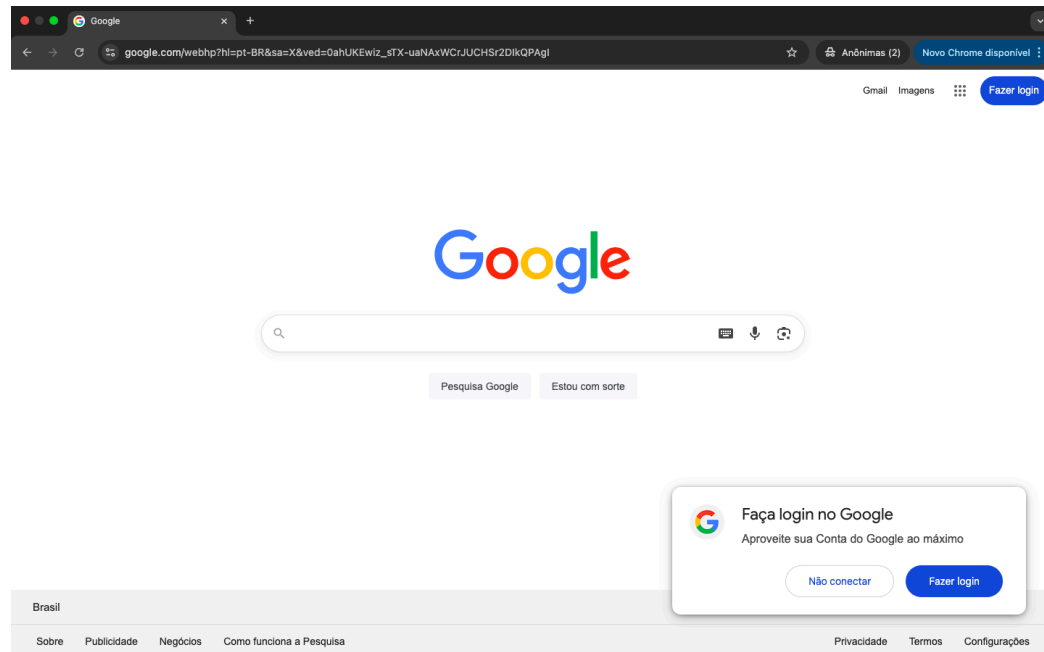 Google
google.com/webhp?hl=pt-BR&sa=X&ved=0ahUKEwiz_sTX-uaNAxWCrJUCHSr2DIkQPAgI
Anônimas (2)
Novo Chrome disponível
Gmail Imagens
Fazer login
Google
Pesquisa Google Estou com sorte
Faça login no Google
Aproveite sua Conta do Google ao máximo
Não conectar Fazer login
Brasil
Sobre Publicidade Negócios Como funciona a Pesquisa Privacidade Termos Configurações